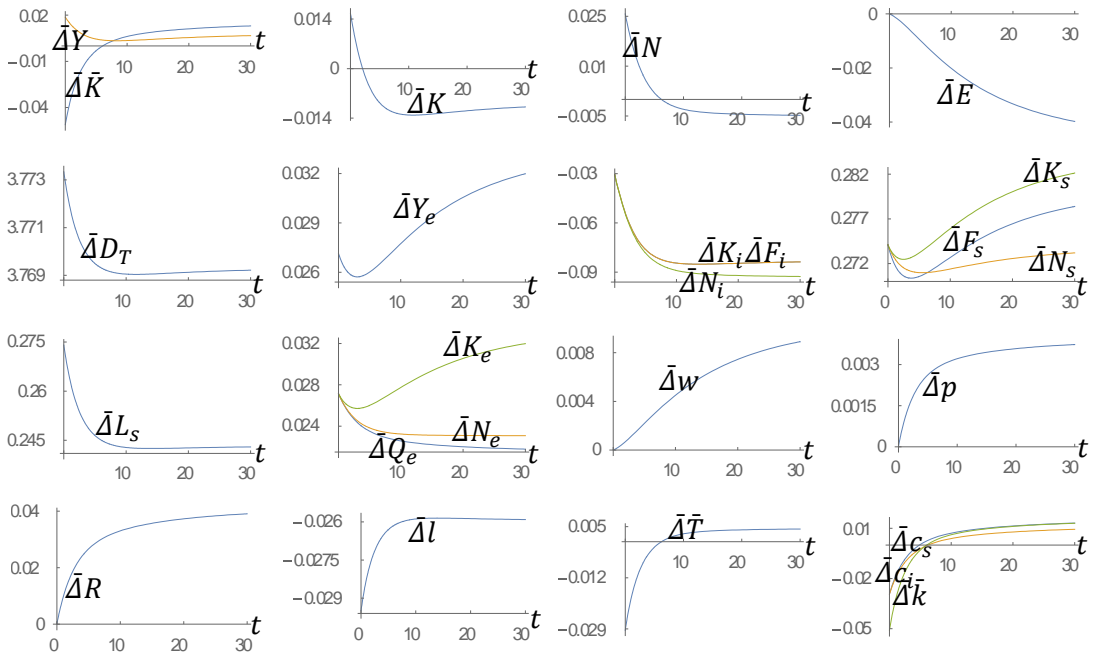 0.02
−0.01
−0.04
Δ̄Y
Δ̄K̄
10 20 30
t
0.014
0
−0.014
Δ̄K
10 20 30
t
0.025
0.01
−0.005
Δ̄N
10 20 30
t
0
−0.02
−0.04
Δ̄E
10 20 30
t
3.773
3.771
3.769
Δ̄D_T
10 20 30
t
0.032
0.029
0.026
Δ̄Y_e
10 20 30
t
−0.03
−0.06
−0.09
Δ̄K_i Δ̄F_i
Δ̄N_i
10 20 30
t
0.282
0.277
0.272
Δ̄K_s
Δ̄F_s
Δ̄N_s
0 10 20 30
t
0.275
0.26
0.245
Δ̄L_s
10 20 30
t
0.032
0.028
0.024
Δ̄K_e
Δ̄N_e
Δ̄Q_e
10 20 30
t
0.008
0.004
0
Δ̄w
10 20 30
t
0.003
0.0015
0
Δ̄p
0 10 20 30
t
0.04
0.02
0
Δ̄R
0 10 20 30
t
−0.026
−0.0275
−0.029
Δ̄l
0 10 20 30
t
0.005
−0.012
−0.029
Δ̄T̄
10 20 30
t
0.01
−0.02
−0.05
Δ̄c_s
Δ̄c_i
Δ̄k̄
10 20 30
t